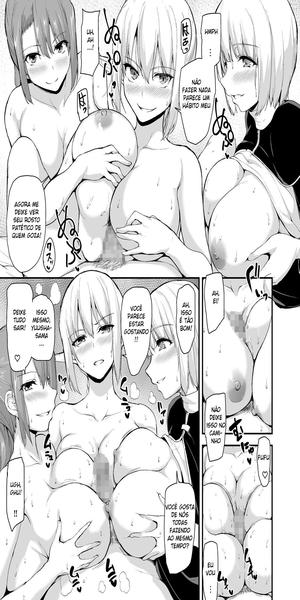 HMPH
NÃO
FAZER NADA
PARECE UM
HÁBITO MEU
UH,
AH!
...
AGORA ME
DEIXE VER
SEU ROSTO
PATÉTICO DE
QUEM GOZA!
AH,
EI!
NÃO
DEIXE
ISSO NO
CAMI-
NHO
FUFU
♡
EU
VOU
...
VOCÊ
PARECE
ESTAR
GOSTANDO
!!
ISSO
É TÃO
BOM!
ISSO
MESMO,
YUUSHA-
SAMA
DEIXE
TUDO
SAIR!
♡
VOCÊ
GOSTA
DE NÓS
TODAS
FAZENDO
AO MESMO
TEMPO?
UGH,
GHU!
!!